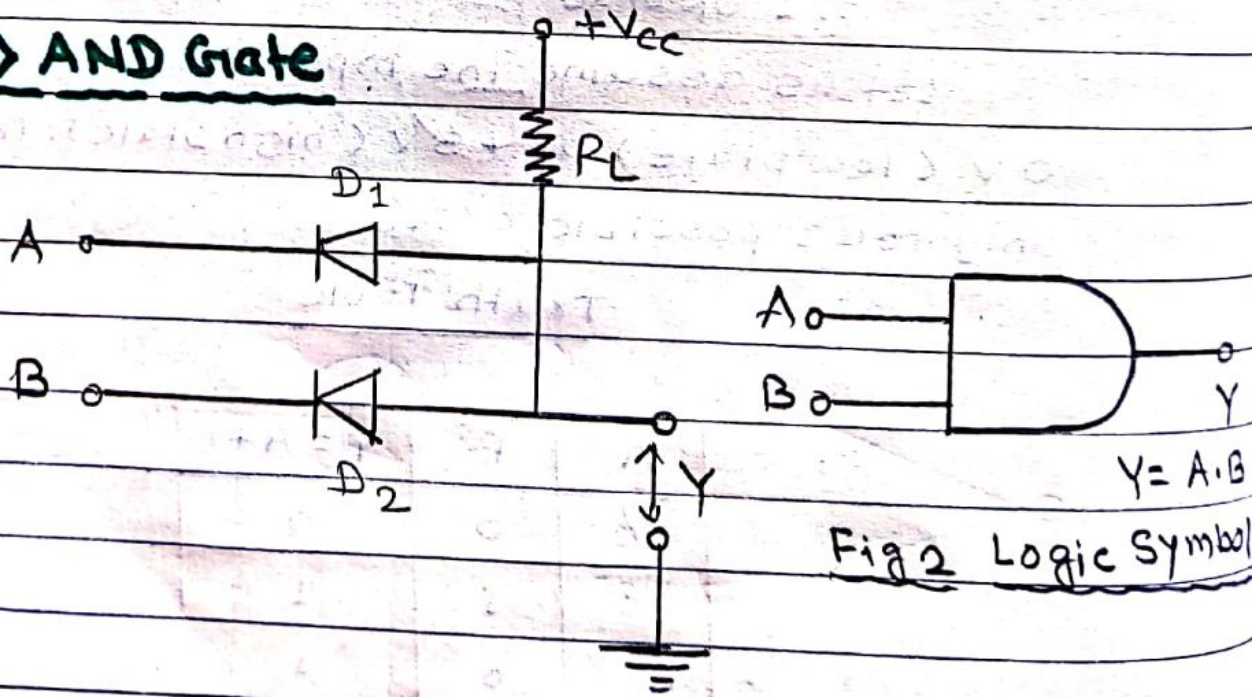 +Vcc
AND Gate
RL
D1
A
A
B
B
Y
D2
Y
Y = A.B
Fig 2 Logic Symbol